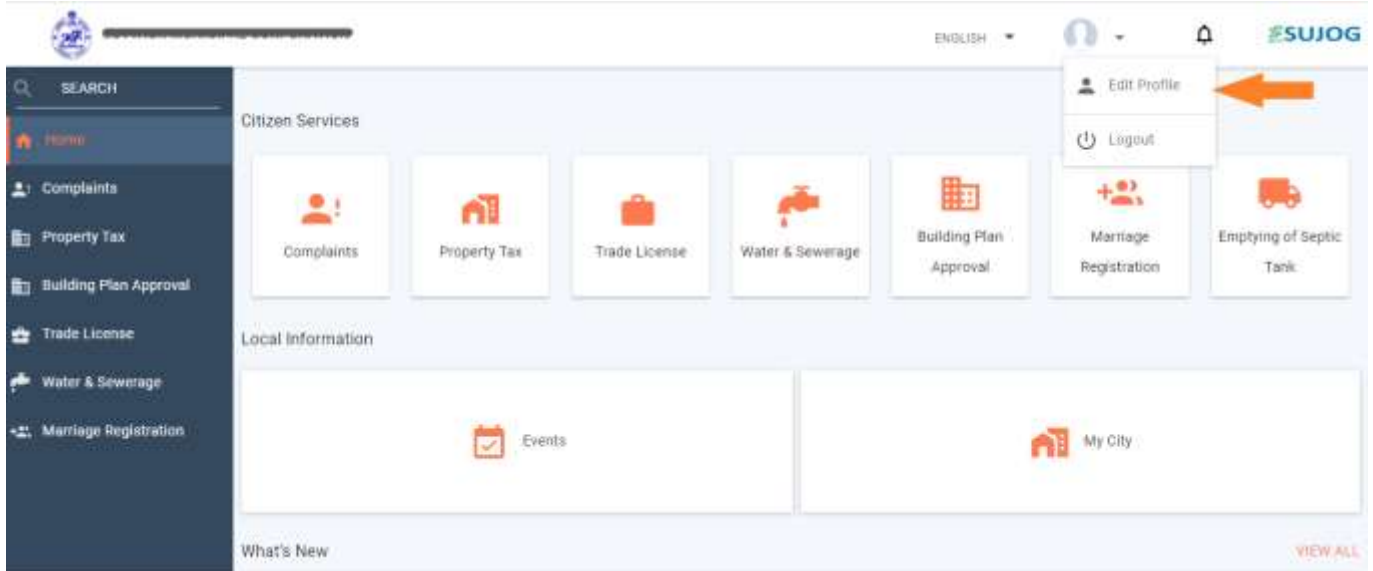 ENGLISH
SUJOG
SEARCH
Edit Profile
Logout
Home
Complaints
Property Tax
Building Plan Approval
Trade License
Water & Sewerage
Marriage Registration
Citizen Services
Complaints
Property Tax
Trade License
Water & Sewerage
Building Plan
Approval
Marriage
Registration
Emptying of Septic
Tank
Local Information
Events
My City
What's New
VIEW ALL